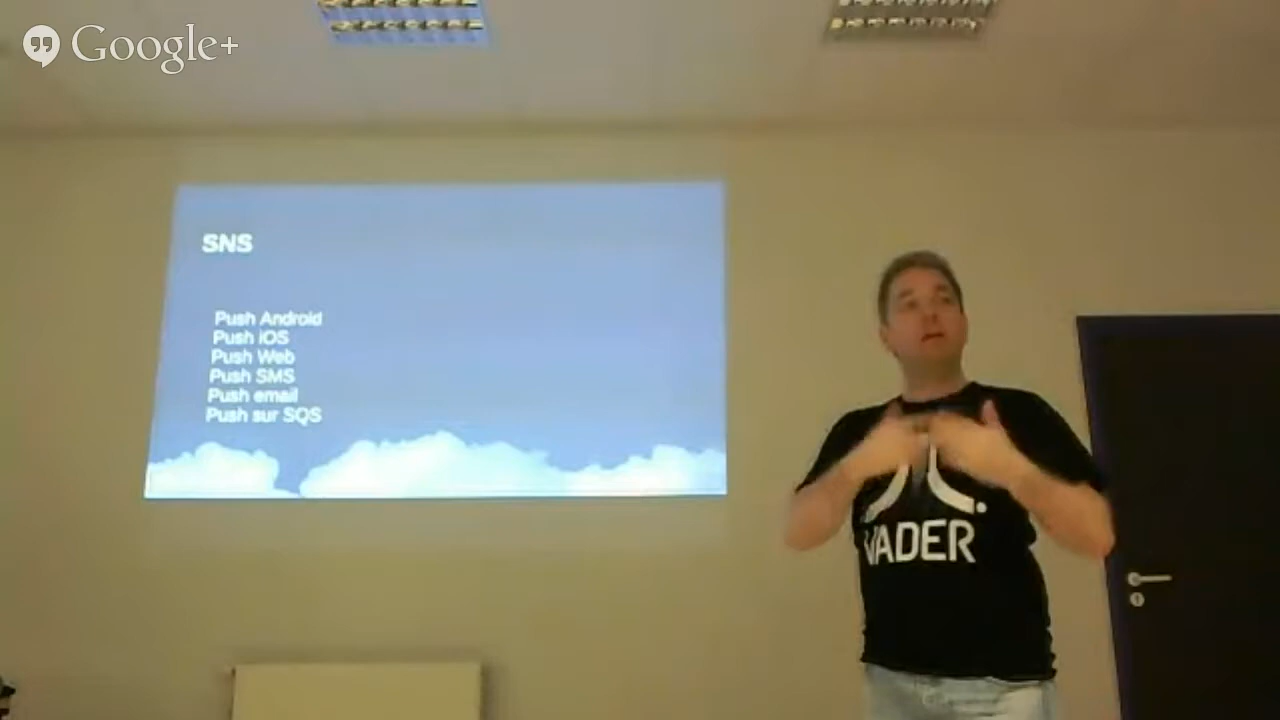 Google+
SNS
Push Android
Push iOS
Push Web
Push SMS
Push email
Push sur SQS
VADER